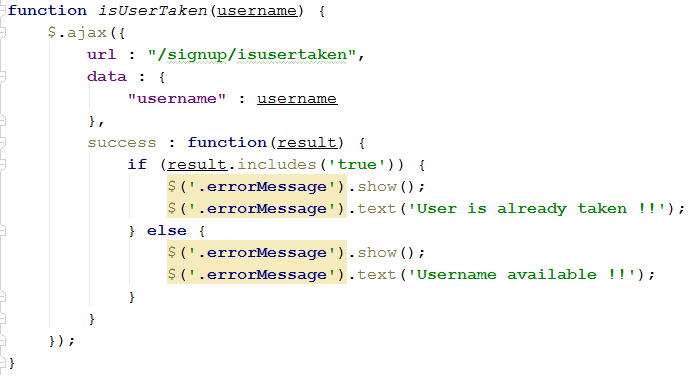 function isUserTaken(username) {
    $.ajax({
        url : "/signup/isusertaken",
        data : {
            "username" : username
        },
        success : function(result) {
            if (result.includes('true')) {
                $('.errorMessage').show();
                $('.errorMessage').text('User is already taken !!');
            } else {
                $('.errorMessage').show();
                $('.errorMessage').text('Username available !!');
            }
        }
    });
}